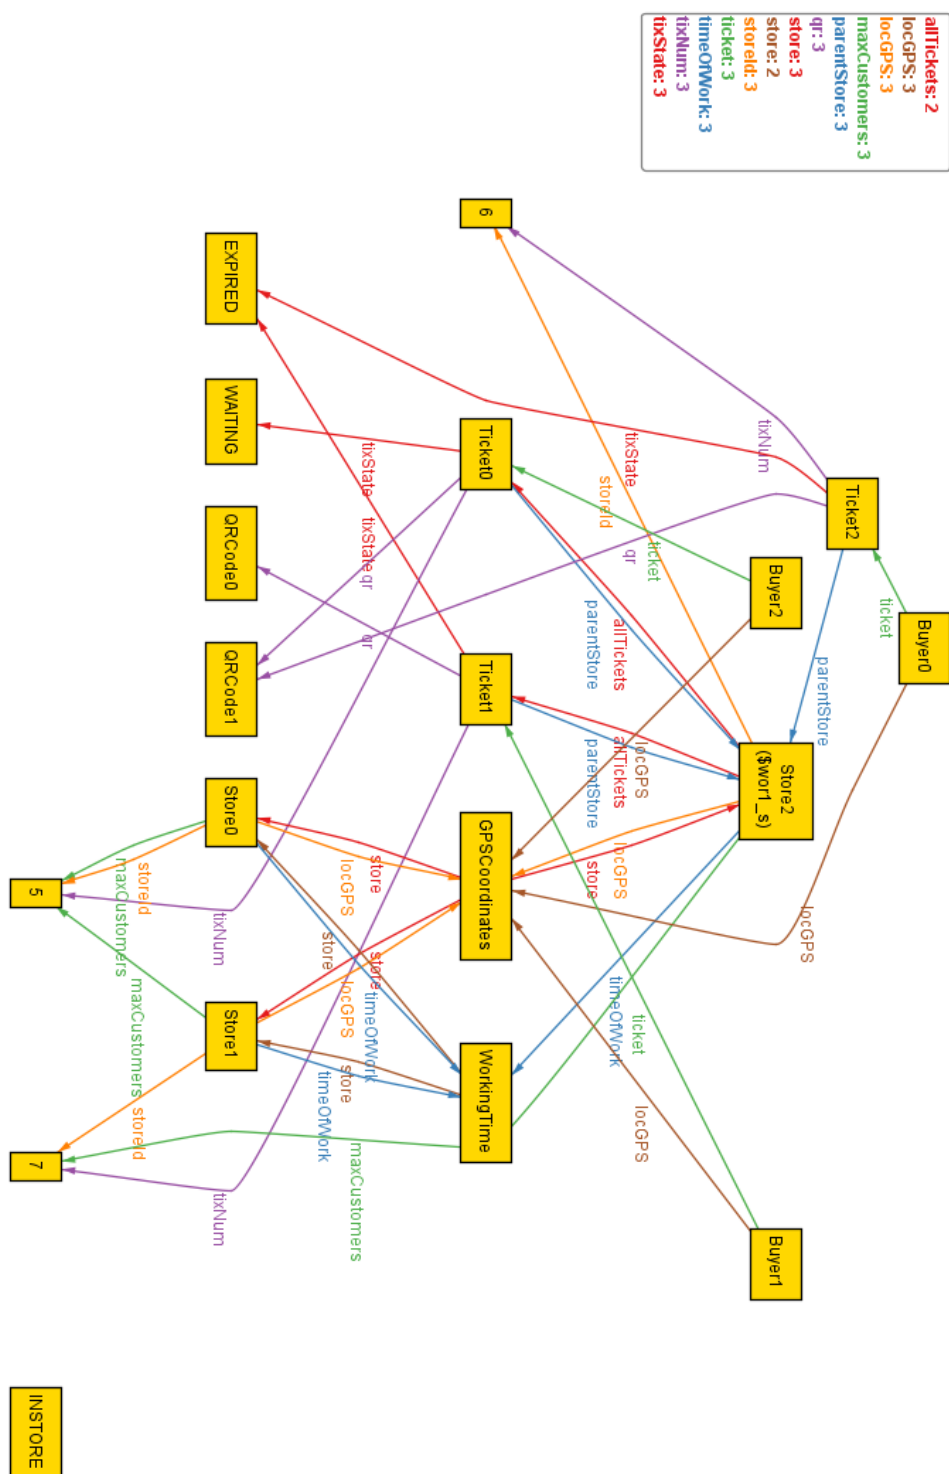 allTickets: 2
locGPS: 3
locGPS: 3
maxCustomers: 3
parentStore: 3
qr: 3
store: 3
store: 2
storeId: 3
ticket: 3
timeOfWork: 3
tixNum: 3
tixState: 3
Buyer0
ticket
locGPS
Ticket2
parentStore
Buyer2
Store2
($wor1_s)
Buyer1
tixNum
ticket
tixState
qr
locGPS
locGPS
ticket
locGPS
storeId
parentStore
allTickets
allTickets
parentStore
store
timeOfWork
6
Ticket0
Ticket1
GPSCoordinates
WorkingTime
tixState
tixState
qr
qr
store
locGPS
store
store
locGPS
timeOfWork
store
timeOfWork
maxCustomers
EXPIRED
WAITING
QRCode0
QRCode1
Store0
Store1
maxCustomers
storeId
tixNum
maxCustomers
storeId
tixNum
5
7
INSTORE